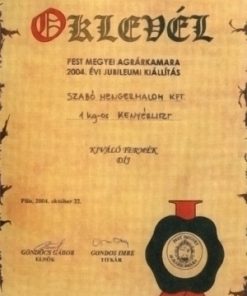 OKLEVÉL
PEST MEGYEI AGRÁRKAMARA
2004. ÉVI JUBILEUMI KIÁLLÍTÁS
SZABÓ HENGERMALOM KFT.
1 kg-os KENYÉRLISZT
KIVÁLÓ TERMÉK
DÍJ
Pilis, 2004. október 22.
GÖNDÖCS GÁBOR
ELNÖK
GONDOS IMRE
TITKÁR